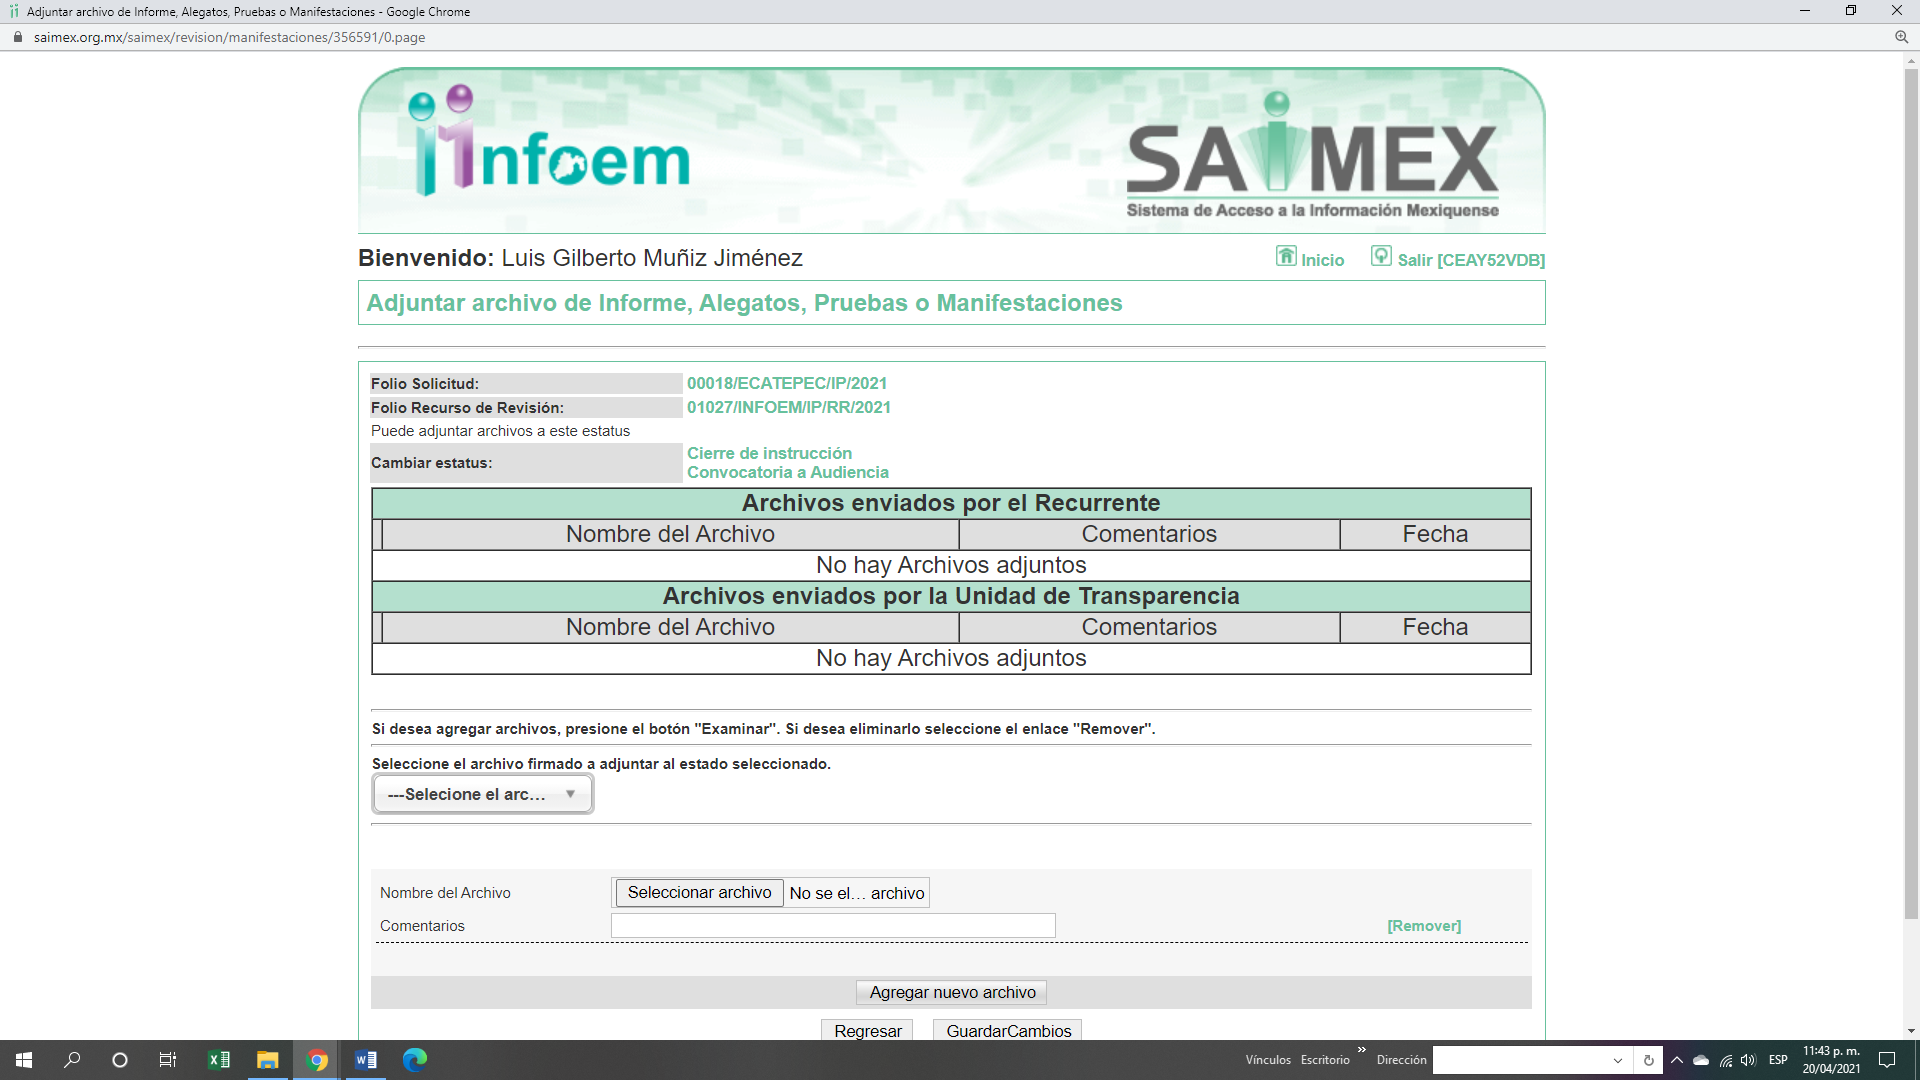 Adjuntar archivo de Informe, Alegatos, Pruebas o Manifestaciones - Google Chrome
saimex.org.mx/saimex/revision/manifestaciones/356591/0.page
infoem
SAIMEX
Sistema de Acceso a la Información Mexiquense
Bienvenido: Luis Gilberto Muñiz Jiménez
Inicio
Salir [CEAY52VDB]
Adjuntar archivo de Informe, Alegatos, Pruebas o Manifestaciones
Folio Solicitud: 00018/ECATEPEC/IP/2021
Folio Recurso de Revisión: 01027/INFOEM/IP/RR/2021
Puede adjuntar archivos a este estatus
Cambiar estatus: Cierre de instrucción
Convocatoria a Audiencia
Archivos enviados por el Recurrente
Nombre del Archivo Comentarios Fecha
No hay Archivos adjuntos
Archivos enviados por la Unidad de Transparencia
Nombre del Archivo Comentarios Fecha
No hay Archivos adjuntos
Si desea agregar archivos, presione el botón "Examinar". Si desea eliminarlo seleccione el enlace "Remover".
Seleccione el archivo firmado a adjuntar al estado seleccionado.
---Selecione el arc...
Nombre del Archivo Seleccionar archivo No se el... archivo
Comentarios [Remover]
Agregar nuevo archivo
Regresar GuardarCambios
Vínculos Escritorio » Dirección ESP 11:43 p. m.
20/04/2021